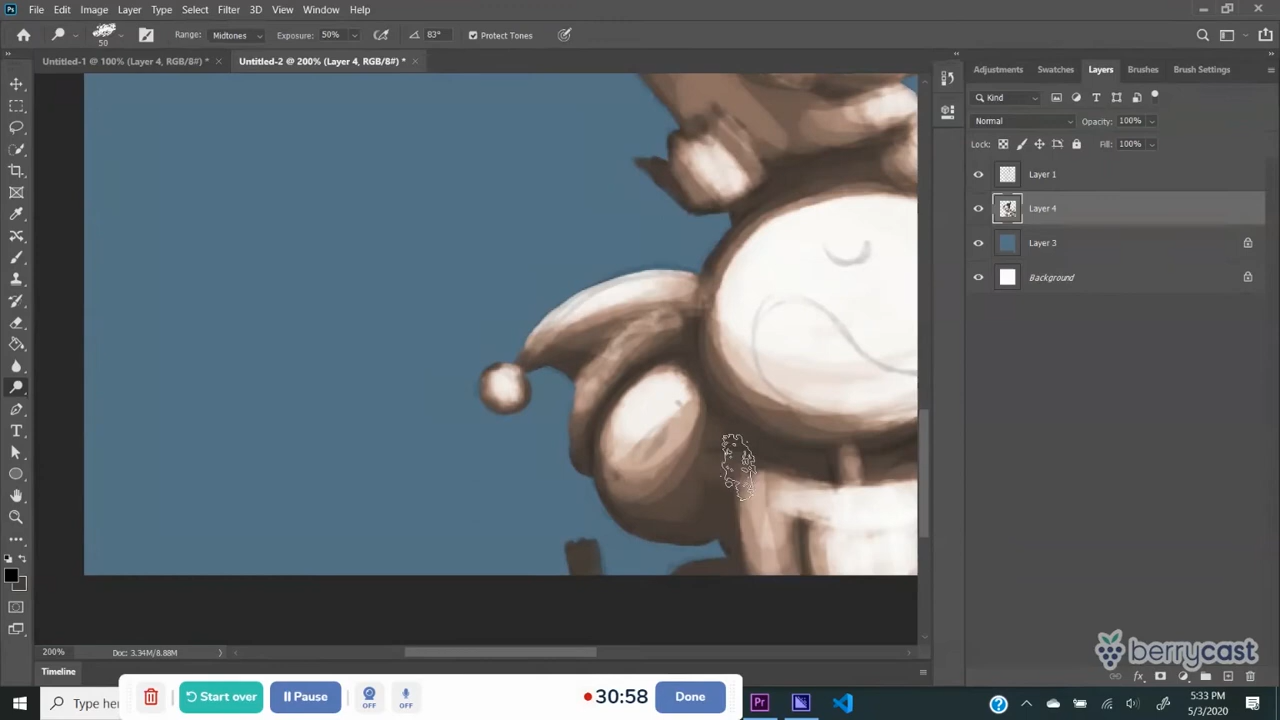 Ps File Edit Image Layer Type Select Filter 3D View Window Help
50 Range: Midtones Exposure: 50% 83° Protect Tones
Untitled-1 @ 100% (Layer 4, RGB/8#) * × Untitled-2 @ 200% (Layer 4, RGB/8#) * ×
Adjustments Swatches Layers Brushes Brush Settings
Kind
Normal Opacity: 100%
Lock: Fill: 100%
Layer 1
Layer 4
Layer 3
Background
200% Doc: 3.34M/8.88M
Timeline
berrycast
Type her
Start over Pause OFF OFF 30:58 Done
Pr
5:33 PM
5/3/2020